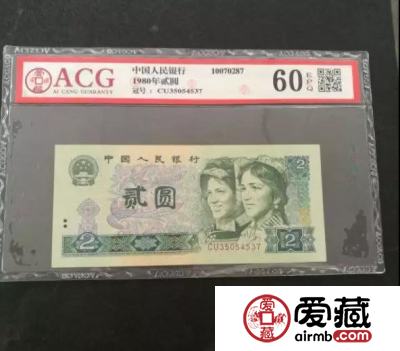 ACG
AI CANG GUARANTY
中国人民银行 10070287
1980年贰圆
冠号: CU35054537
60 EPQ
中国人民银行
贰圆
2
2
CU35054537
爱藏
airmb.com